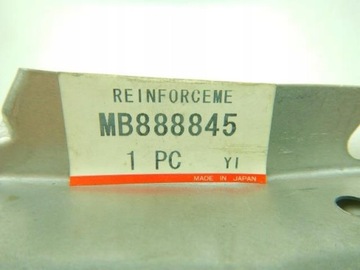 REINFORCEME
MB888845
1 PC YI
MADE IN JAPAN